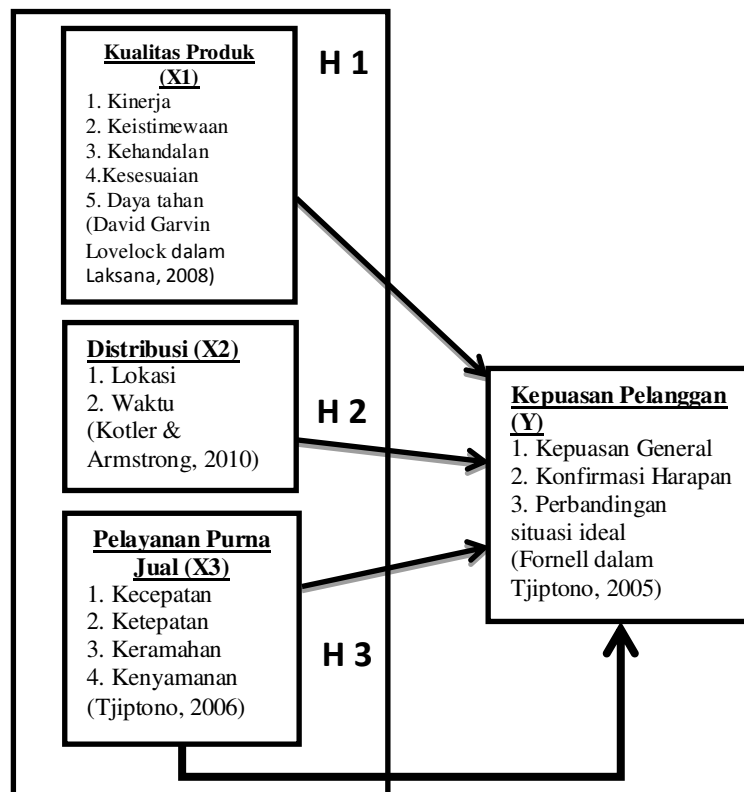 Kualitas Produk
(X1)
1. Kinerja
2. Keistimewaan
3. Kehandalan
4.Kesesuaian
5. Daya tahan
(David Garvin
Lovelock dalam
Laksana, 2008)
H 1
Distribusi (X2)
1. Lokasi
2. Waktu
(Kotler &
Armstrong, 2010)
H 2
Pelayanan Purna
Jual (X3)
1. Kecepatan
2. Ketepatan
3. Keramahan
4. Kenyamanan
(Tjiptono, 2006)
H 3
Kepuasan Pelanggan
(Y)
1. Kepuasan General
2. Konfirmasi Harapan
3. Perbandingan
situasi ideal
(Fornell dalam
Tjiptono, 2005)